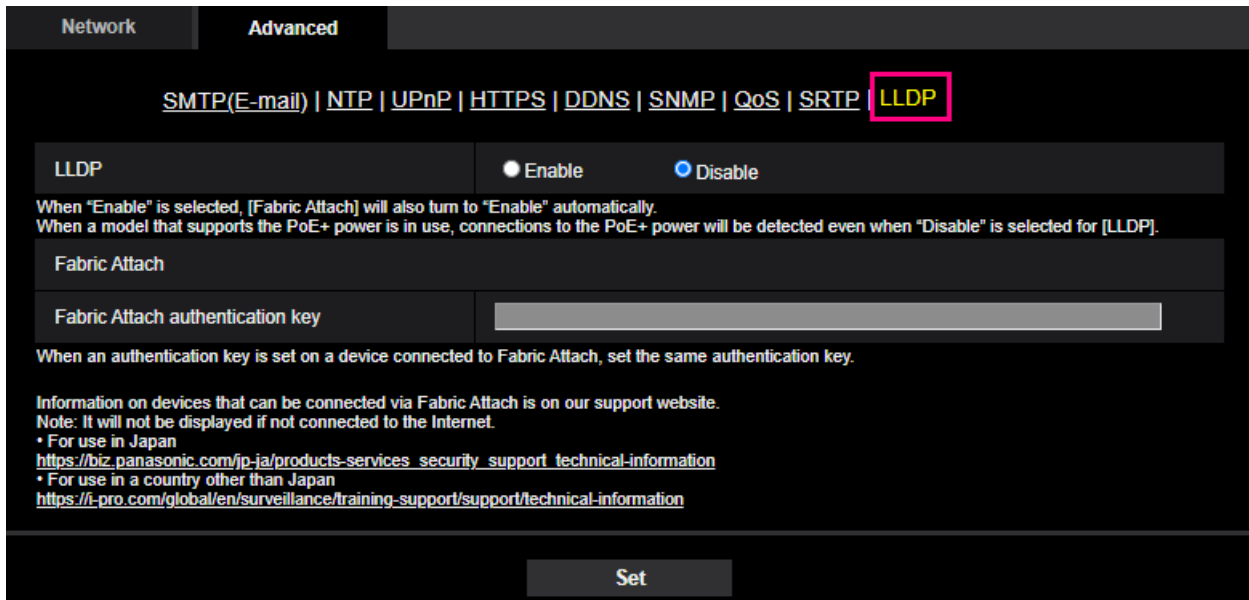 Network Advanced
SMTP(E-mail) | NTP | UPnP | HTTPS | DDNS | SNMP | QoS | SRTP | LLDP
LLDP Enable Disable
When “Enable” is selected, [Fabric Attach] will also turn to “Enable” automatically.
When a model that supports the PoE+ power is in use, connections to the PoE+ power will be detected even when “Disable” is selected for [LLDP].
Fabric Attach
Fabric Attach authentication key
When an authentication key is set on a device connected to Fabric Attach, set the same authentication key.
Information on devices that can be connected via Fabric Attach is on our support website.
Note: It will not be displayed if not connected to the Internet.
• For use in Japan
https://biz.panasonic.com/jp-ja/products-services_security_support_technical-information
• For use in a country other than Japan
https://i-pro.com/global/en/surveillance/training-support/support/technical-information
Set